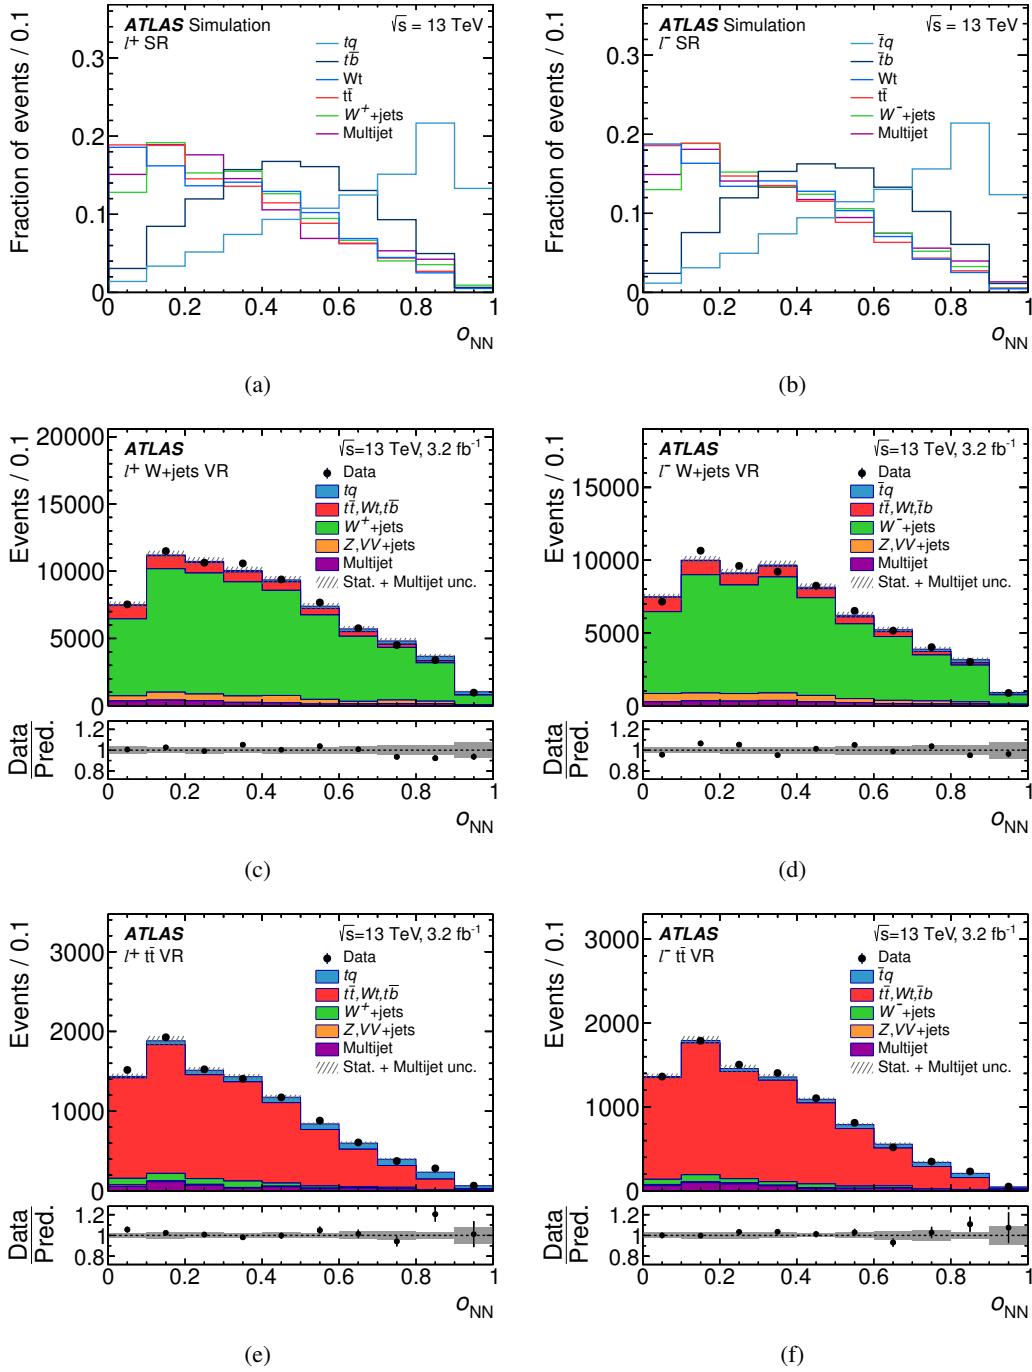 ATLAS Simulation
l⁺ SR
√s = 13 TeV
tq
tb̄
Wt
tt̄
W⁺+jets
Multijet
Fraction of events / 0.1
0.3
0.2
0.1
0
0 0.2 0.4 0.6 0.8 1
o_NN
(a)
ATLAS Simulation
l⁻ SR
√s = 13 TeV
t̄q
t̄b
Wt
tt̄
W⁻+jets
Multijet
Fraction of events / 0.1
0.3
0.2
0.1
0
0 0.2 0.4 0.6 0.8 1
o_NN
(b)
ATLAS
l⁺ W+jets VR
√s=13 TeV, 3.2 fb⁻¹
Data
tq
tt̄,Wt,tb̄
W⁺+jets
Z,VV+jets
Multijet
Stat. + Multijet unc.
Events / 0.1
20000
15000
10000
5000
0
Data
Pred.
1.2
1
0.8
0 0.2 0.4 0.6 0.8 1
o_NN
(c)
ATLAS
l⁻ W+jets VR
√s=13 TeV, 3.2 fb⁻¹
Data
t̄q
tt̄,Wt,t̄b
W⁻+jets
Z,VV+jets
Multijet
Stat. + Multijet unc.
Events / 0.1
15000
10000
5000
0
Data
Pred.
1.2
1
0.8
0 0.2 0.4 0.6 0.8 1
o_NN
(d)
ATLAS
l⁺ tt̄ VR
√s=13 TeV, 3.2 fb⁻¹
Data
tq
tt̄,Wt,tb̄
W⁺+jets
Z,VV+jets
Multijet
Stat. + Multijet unc.
Events / 0.1
3000
2000
1000
0
Data
Pred.
1.2
1
0.8
0 0.2 0.4 0.6 0.8 1
o_NN
(e)
ATLAS
l⁻ tt̄ VR
√s=13 TeV, 3.2 fb⁻¹
Data
t̄q
tt̄,Wt,t̄b
W⁻+jets
Z,VV+jets
Multijet
Stat. + Multijet unc.
Events / 0.1
3000
2000
1000
0
Data
Pred.
1.2
1
0.8
0 0.2 0.4 0.6 0.8 1
o_NN
(f)